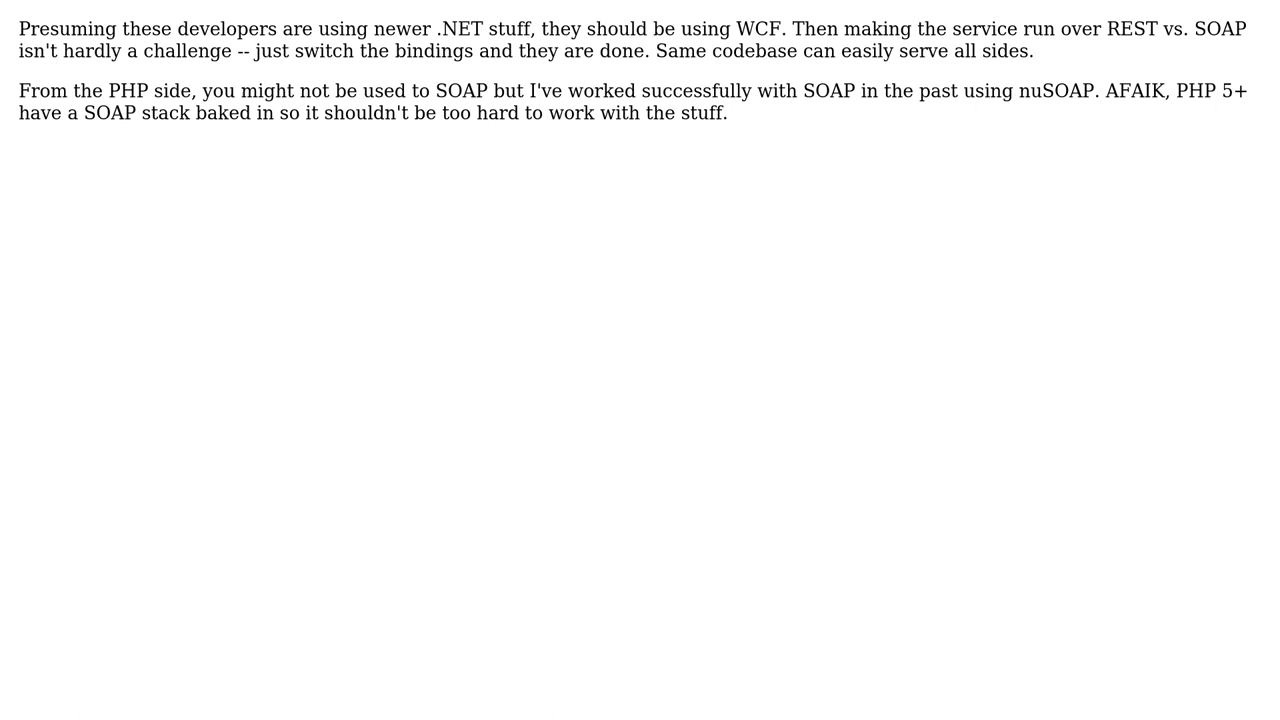 Presuming these developers are using newer .NET stuff, they should be using WCF. Then making the service run over REST vs. SOAP
isn't hardly a challenge -- just switch the bindings and they are done. Same codebase can easily serve all sides.
From the PHP side, you might not be used to SOAP but I've worked successfully with SOAP in the past using nuSOAP. AFAIK, PHP 5+
have a SOAP stack baked in so it shouldn't be too hard to work with the stuff.